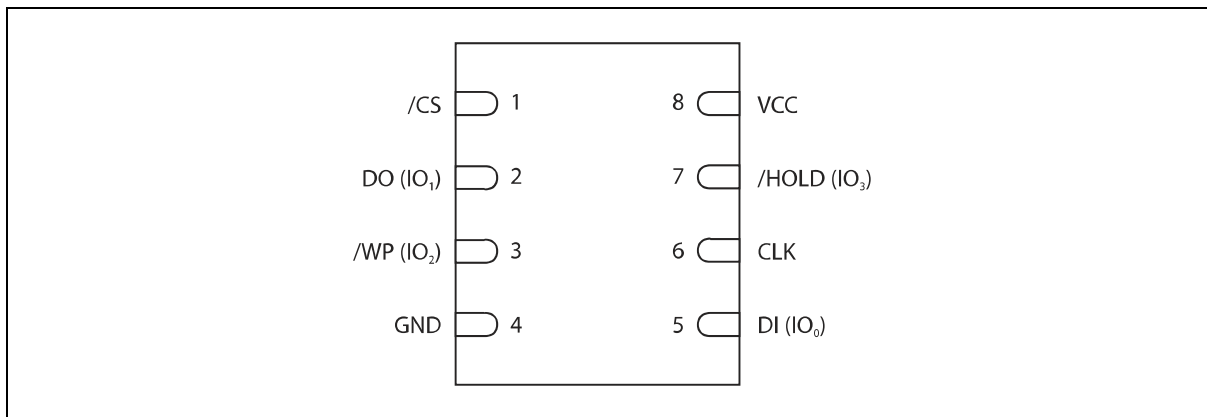 /CS 1 8 VCC
DO (IO₁) 2 7 /HOLD (IO₃)
/WP (IO₂) 3 6 CLK
GND 4 5 DI (IO₀)